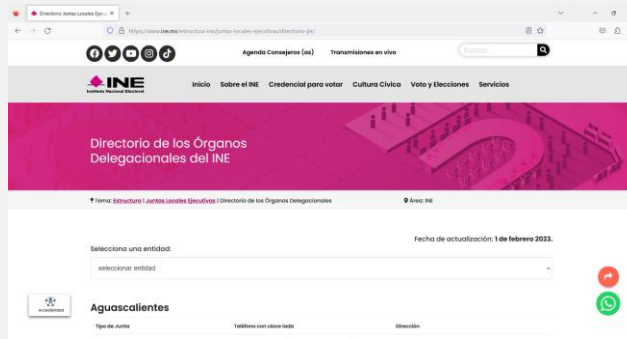 Directorio Juntas Locales Ejec
https://www.ine.mx/estructura-ine/juntas-locales-ejecutivas/directorio-jle/
Agenda Consejeros (as)
Transmisiones en vivo
Buscar
INE
Instituto Nacional Electoral
Inicio
Sobre el INE
Credencial para votar
Cultura Cívica
Voto y Elecciones
Servicios
Directorio de los Órganos
Delegacionales del INE
Tema: Estructura | Juntas Locales Ejecutivas | Directorio de los Órganos Delegacionales
Área: INE
Fecha de actualización: 1 de febrero 2023.
Selecciona una entidad:
seleccionar entidad
Accesibilidad
Aguascalientes
Tipo de Junta
Teléfono con clave lada
Dirección